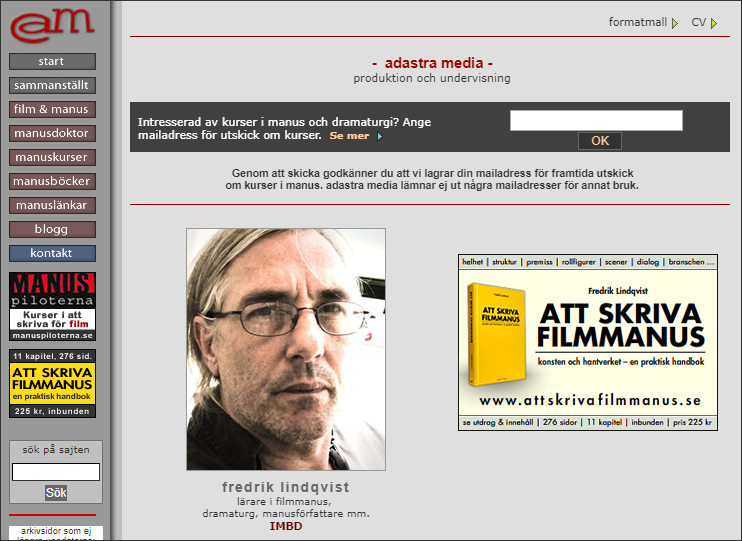 am
formatmall
CV
start
sammanställt
film & manus
manusdoktor
manuskurser
manusböcker
manuslänkar
blogg
kontakt
MANUS
piloterna
Kurser i att
skriva för film
manuspiloterna.se
11 kapitel, 276 sid.
ATT SKRIVA
FILMMANUS
en praktisk handbok
225 kr, inbunden
sök på sajten
Sök
arkivsidor som ej
- adastra media -
produktion och undervisning
Intresserad av kurser i manus och dramaturgi? Ange
mailadress för utskick om kurser. Se mer
OK
Genom att skicka godkänner du att vi lagrar din mailadress för framtida utskick
om kurser i manus. adastra media lämnar ej ut några mailadresser för annat bruk.
fredrik lindqvist
lärare i filmmanus,
dramaturg, manusförfattare mm.
IMBD
helhet | struktur | premiss | rollfigurer | scener | dialog | branschen ...
Fredrik Lindqvist
ATT SKRIVA
FILMMANUS
ATT SKRIVA
FILMMANUS
konsten och hantverket – en praktisk handbok
www.attskrivafilmmanus.se
se utdrag & innehåll | 276 sidor | 11 kapitel | inbunden | pris 225 kr